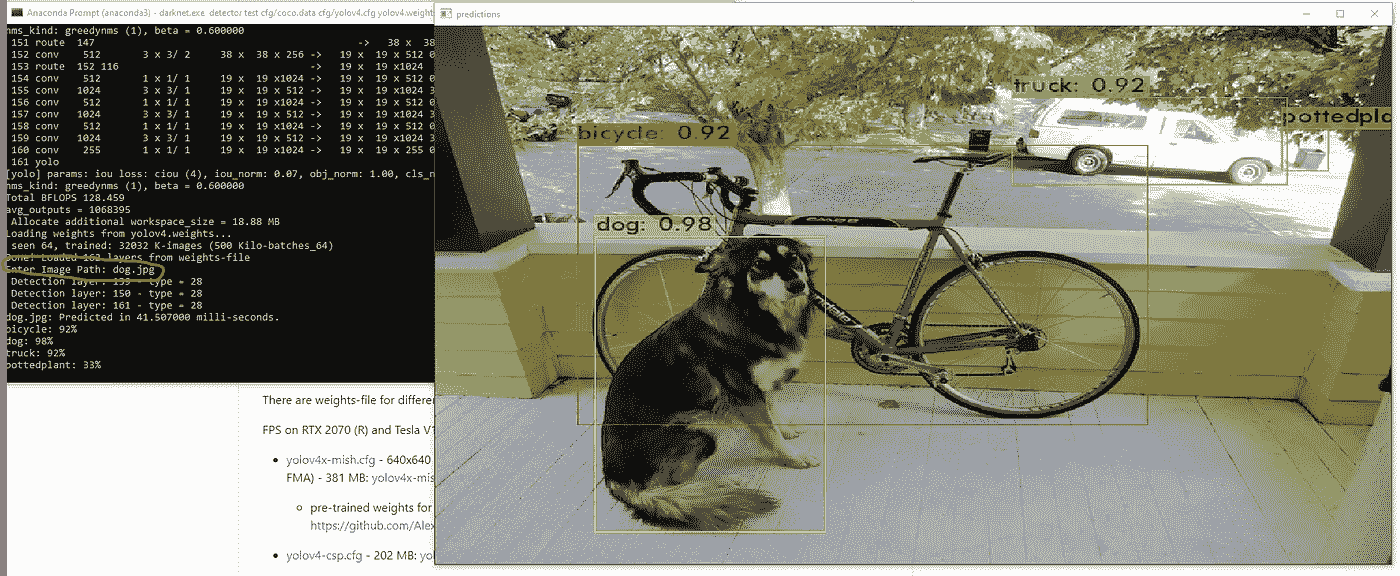 Anaconda Prompt (anaconda3) - darknet.exe detector test cfg/coco.data cfg/yolov4.cfg yolov4.weights
nms_kind: greedynms (1), beta = 0.600000
151 route 147 -> 38 x 38
152 conv 512 3 x 3/ 2 38 x 38 x 256 -> 19 x 19 x 512 0
153 route 152 116 -> 19 x 19 x1024
154 conv 512 1 x 1/ 1 19 x 19 x1024 -> 19 x 19 x 512 0
155 conv 1024 3 x 3/ 1 19 x 19 x 512 -> 19 x 19 x1024 0
156 conv 512 1 x 1/ 1 19 x 19 x1024 -> 19 x 19 x 512 0
157 conv 1024 3 x 3/ 1 19 x 19 x 512 -> 19 x 19 x1024 0
158 conv 512 1 x 1/ 1 19 x 19 x1024 -> 19 x 19 x 512 0
159 conv 1024 3 x 3/ 1 19 x 19 x 512 -> 19 x 19 x1024 0
160 conv 255 1 x 1/ 1 19 x 19 x1024 -> 19 x 19 x 255 0
161 yolo
[yolo] params: iou loss: ciou (4), iou_norm: 0.07, obj_norm: 1.00, cls_n
nms_kind: greedynms (1), beta = 0.600000
Total BFLOPS 128.459
avg_outputs = 1068395
Allocate additional workspace_size = 18.88 MB
Loading weights from yolov4.weights...
seen 64, trained: 32032 K-images (500 Kilo-batches_64)
Done! Loaded 162 layers from weights-file
Enter Image Path: dog.jpg
Detection layer: 139 - type = 28
Detection layer: 150 - type = 28
Detection layer: 161 - type = 28
dog.jpg: Predicted in 41.507000 milli-seconds.
bicycle: 92%
dog: 98%
truck: 92%
pottedplant: 33%
There are weights-file for differen
FPS on RTX 2070 (R) and Tesla V1
yolov4x-mish.cfg - 640x640
FMA) - 381 MB: yolov4x-mis
pre-trained weights for
https://github.com/Alex
yolov4-csp.cfg - 202 MB: yo
predictions
truck: 0.92
pottedpla
bicycle: 0.92
dog: 0.98